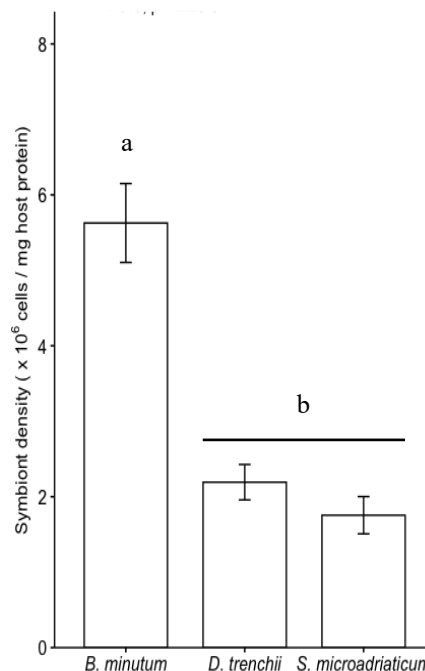 8
a
6
4
b
2
0
Symbiont density ( x 10⁶ cells / mg host protein)
B. minutum D. trenchii S. microadriaticum